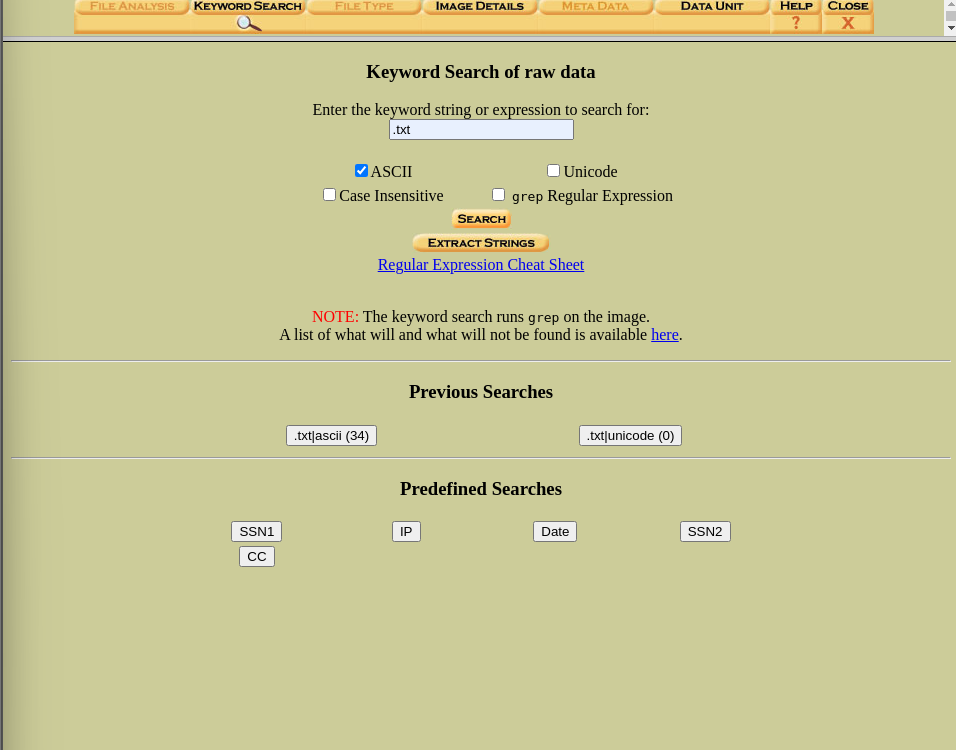 FILE ANALYSIS KEYWORD SEARCH FILE TYPE IMAGE DETAILS META DATA DATA UNIT HELP CLOSE
? X
Keyword Search of raw data
Enter the keyword string or expression to search for:
.txt
ASCII Unicode
Case Insensitive grep Regular Expression
SEARCH
EXTRACT STRINGS
Regular Expression Cheat Sheet
NOTE: The keyword search runs grep on the image.
A list of what will and what will not be found is available here.
Previous Searches
.txt|ascii (34) .txt|unicode (0)
Predefined Searches
SSN1 IP Date SSN2
CC